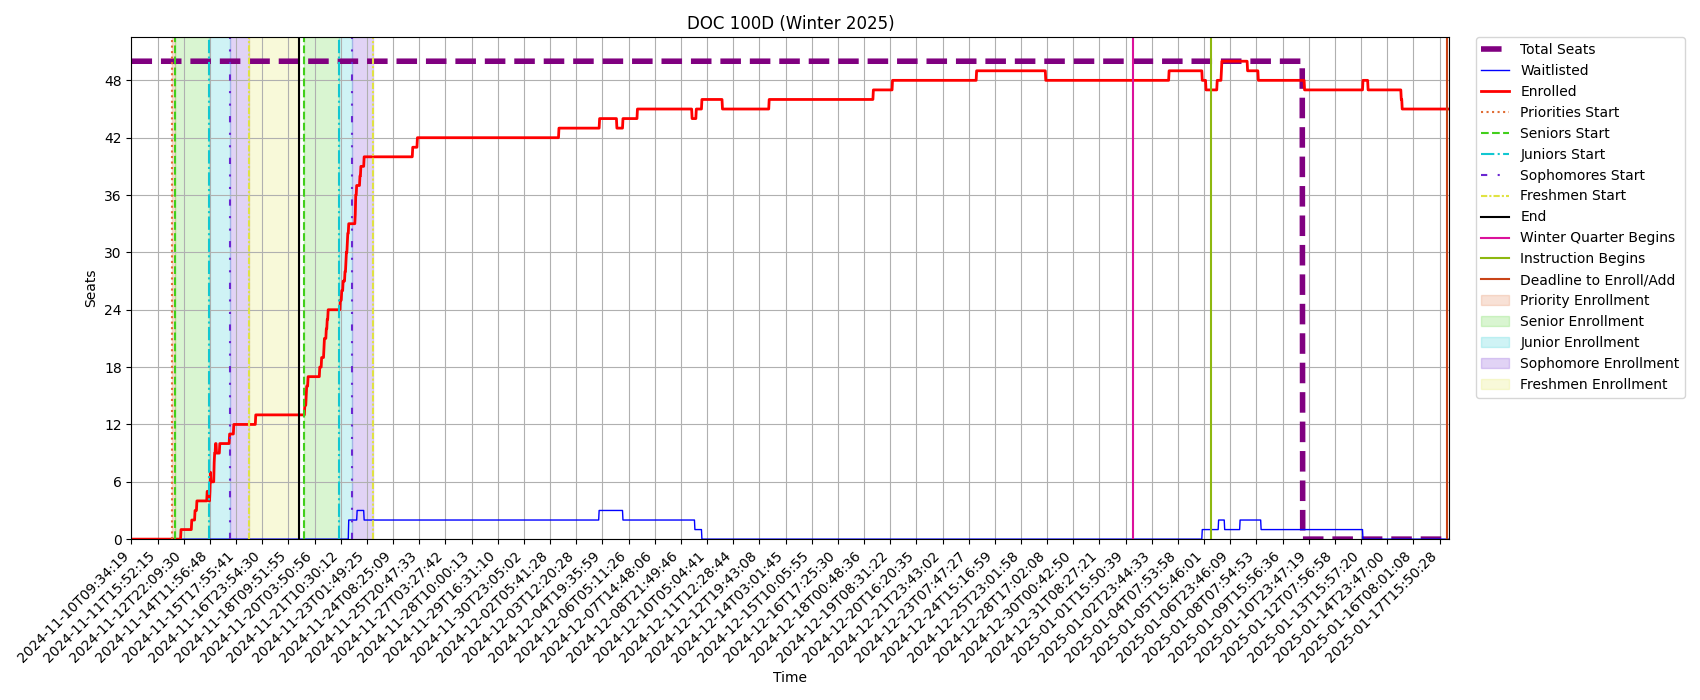 DOC 100D (Winter 2025)
Seats
48
42
36
30
24
18
12
6
0
2024-11-10T09:34:19
2024-11-11T15:52:15
2024-11-12T22:09:30
2024-11-14T11:56:48
2024-11-15T17:55:41
2024-11-16T23:54:30
2024-11-18T09:51:55
2024-11-20T03:50:56
2024-11-21T10:30:12
2024-11-23T01:49:25
2024-11-24T08:25:09
2024-11-25T20:47:33
2024-11-27T03:27:42
2024-11-28T10:00:13
2024-11-29T16:31:10
2024-11-30T23:05:02
2024-12-02T05:41:28
2024-12-03T12:20:28
2024-12-04T19:35:59
2024-12-06T05:11:26
2024-12-07T14:48:06
2024-12-08T21:49:46
2024-12-10T05:04:41
2024-12-11T12:28:44
2024-12-12T19:43:08
2024-12-14T03:01:45
2024-12-15T10:05:55
2024-12-16T17:25:30
2024-12-18T00:48:36
2024-12-19T08:31:22
2024-12-20T16:20:35
2024-12-21T23:43:02
2024-12-23T07:47:27
2024-12-24T15:16:59
2024-12-25T23:01:58
2024-12-28T17:02:08
2024-12-30T00:42:50
2024-12-31T08:27:21
2025-01-01T15:50:39
2025-01-02T23:44:33
2025-01-04T07:53:58
2025-01-05T15:46:01
2025-01-06T23:46:09
2025-01-08T07:54:53
2025-01-09T15:56:36
2025-01-10T23:47:19
2025-01-12T07:56:58
2025-01-13T15:57:20
2025-01-14T23:47:00
2025-01-16T08:01:08
2025-01-17T15:50:28
Time
Total Seats
Waitlisted
Enrolled
Priorities Start
Seniors Start
Juniors Start
Sophomores Start
Freshmen Start
End
Winter Quarter Begins
Instruction Begins
Deadline to Enroll/Add
Priority Enrollment
Senior Enrollment
Junior Enrollment
Sophomore Enrollment
Freshmen Enrollment